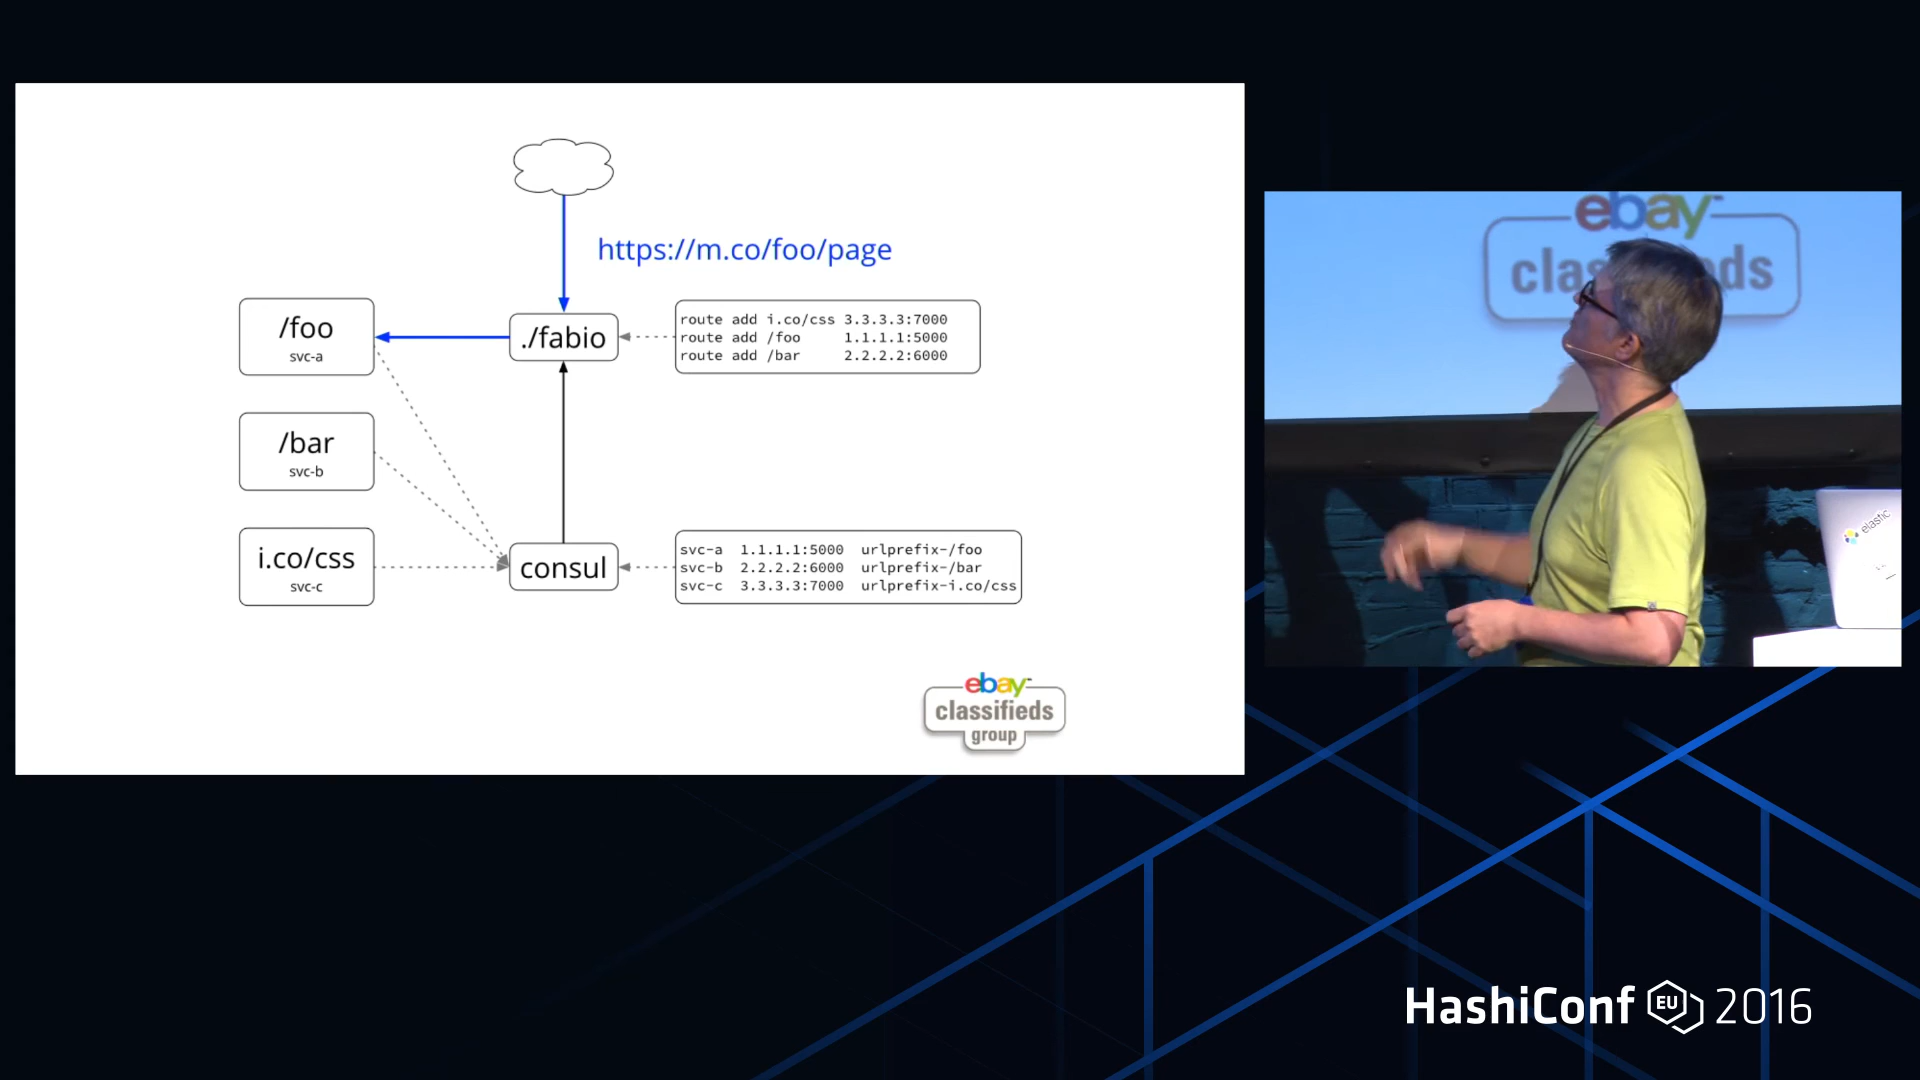 https://m.co/foo/page
/foo
svc-a
./fabio
route add i.co/css 3.3.3.3:7000
route add /foo 1.1.1.1:5000
route add /bar 2.2.2.2:6000
/bar
svc-b
i.co/css
svc-c
consul
svc-a 1.1.1.1:5000 urlprefix-/foo
svc-b 2.2.2.2:6000 urlprefix-/bar
svc-c 3.3.3.3:7000 urlprefix-i.co/css
ebay
classifieds
group
ebay
clas ds
elastic
HashiConf EU 2016